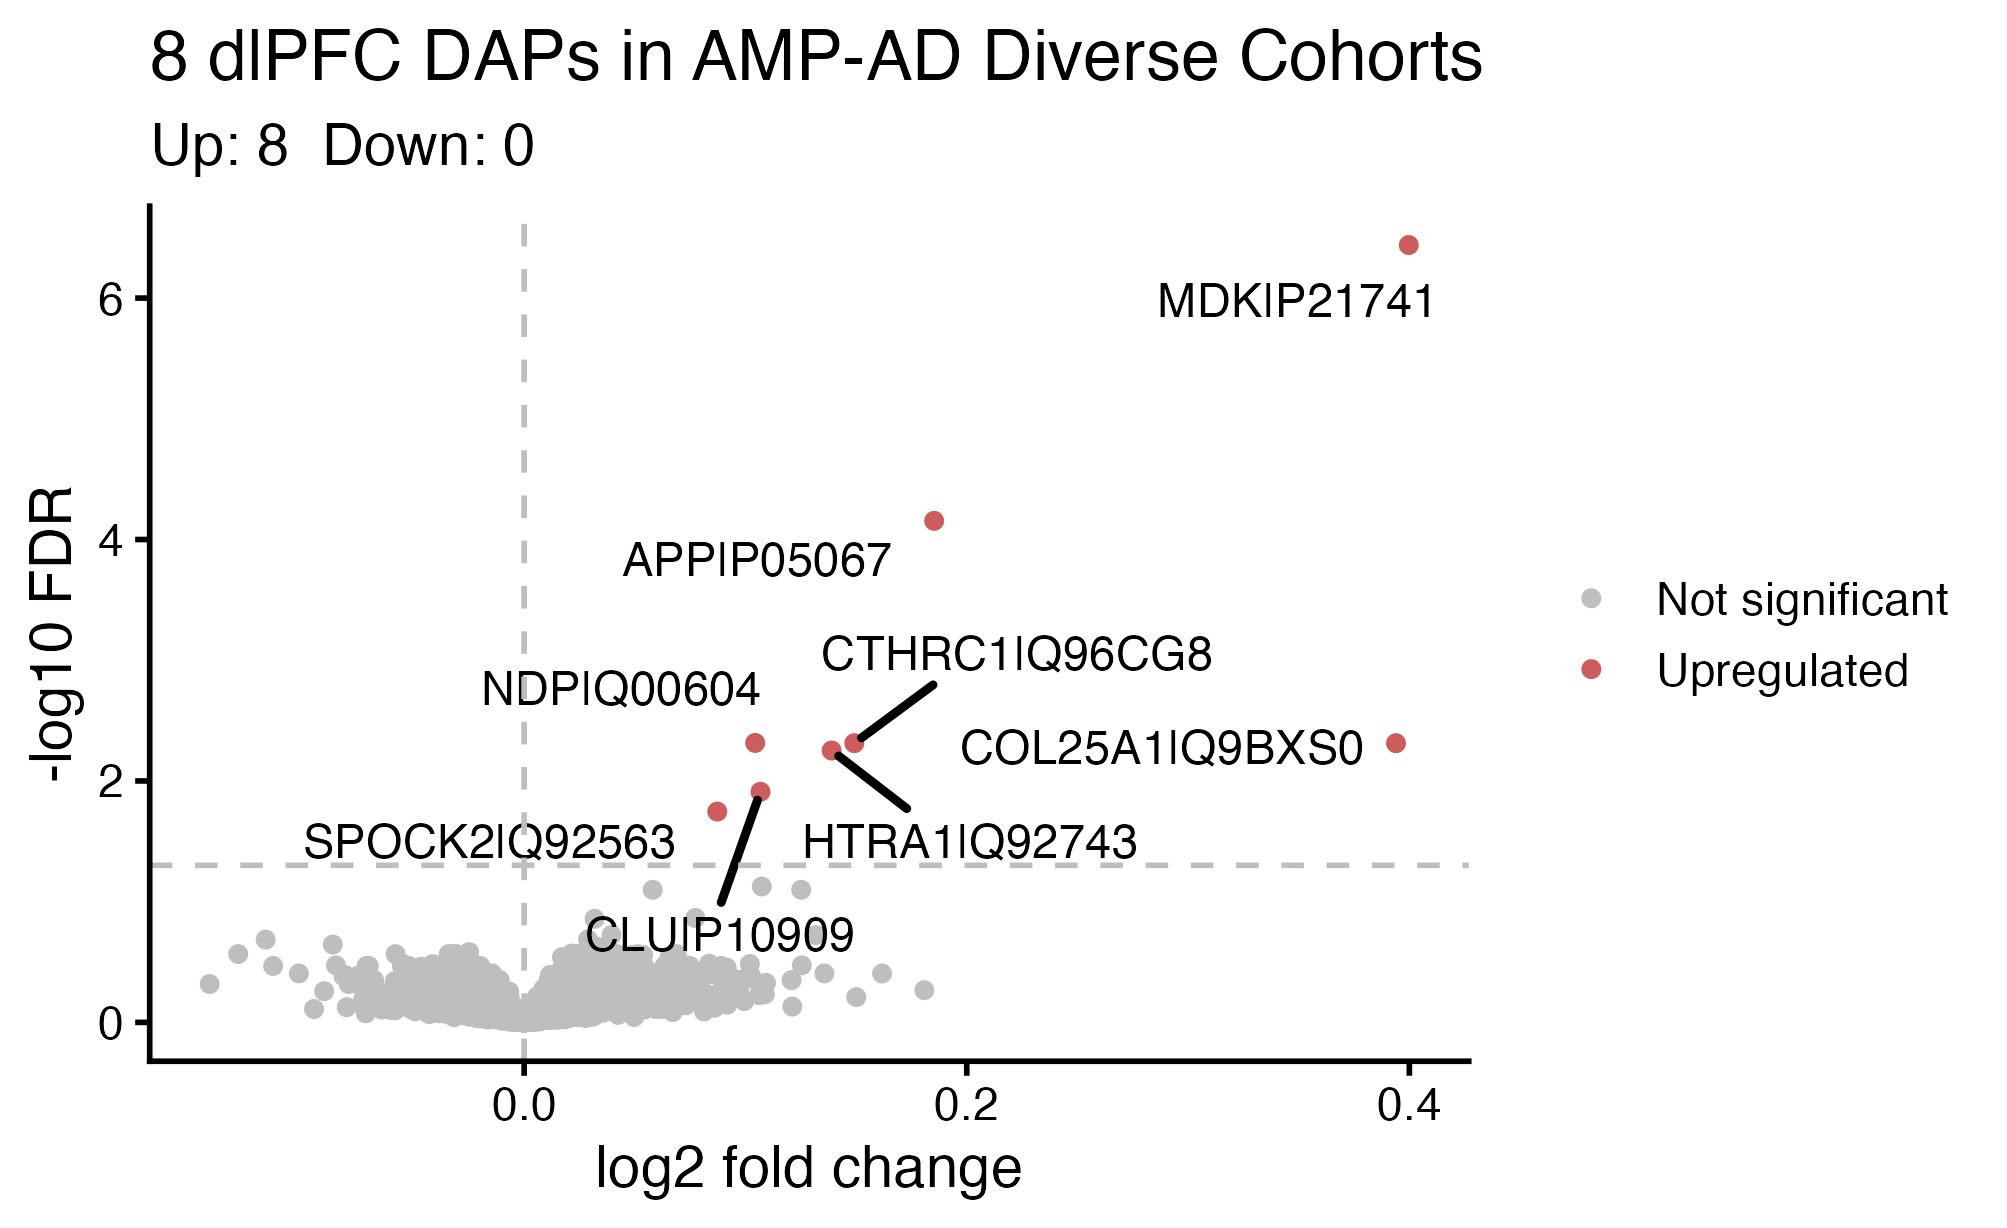 8 dlPFC DAPs in AMP-AD Diverse Cohorts
Up: 8  Down: 0
-log10 FDR
6
4
2
0
MDK|P21741
APP|P05067
CTHRC1|Q96CG8
NDP|Q00604
COL25A1|Q9BXS0
SPOCK2|Q92563
HTRA1|Q92743
CLU|P10909
Not significant
Upregulated
0.0
0.2
0.4
log2 fold change